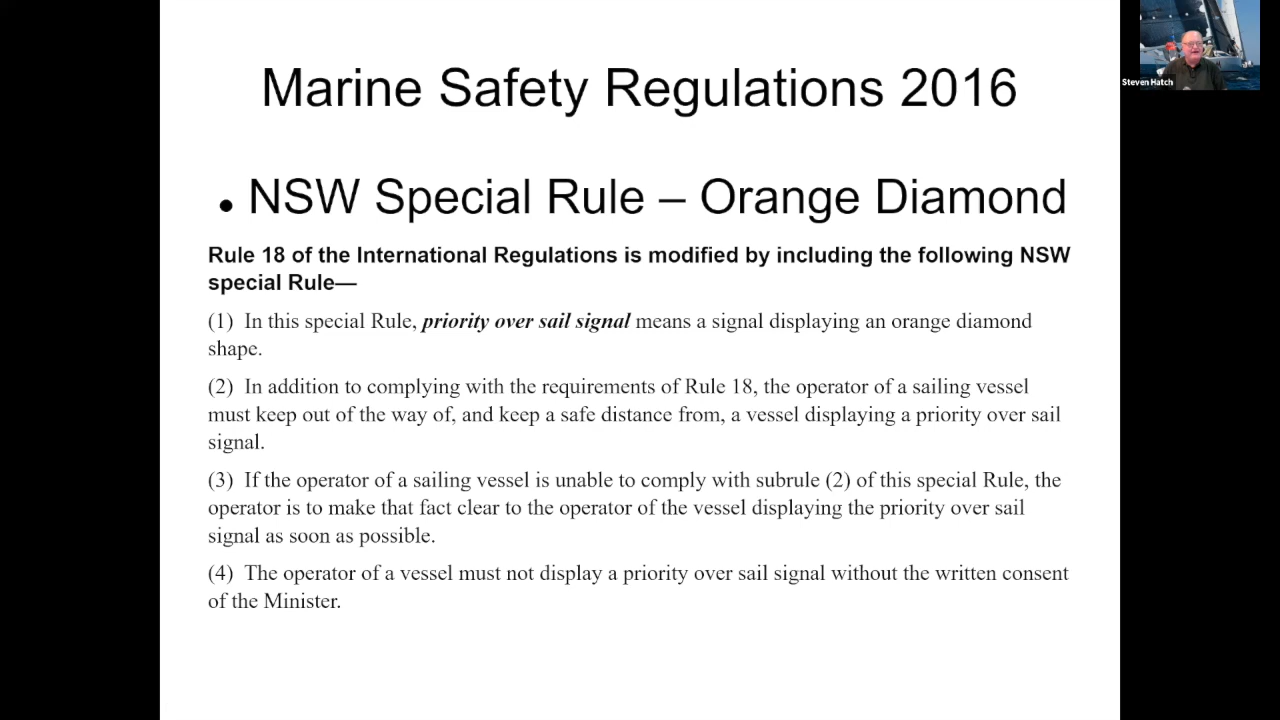 Marine Safety Regulations 2016
• NSW Special Rule – Orange Diamond
Rule 18 of the International Regulations is modified by including the following NSW
special Rule—
(1) In this special Rule, priority over sail signal means a signal displaying an orange diamond
shape.
(2) In addition to complying with the requirements of Rule 18, the operator of a sailing vessel
must keep out of the way of, and keep a safe distance from, a vessel displaying a priority over sail
signal.
(3) If the operator of a sailing vessel is unable to comply with subrule (2) of this special Rule, the
operator is to make that fact clear to the operator of the vessel displaying the priority over sail
signal as soon as possible.
(4) The operator of a vessel must not display a priority over sail signal without the written consent
of the Minister.
Steven Hatch